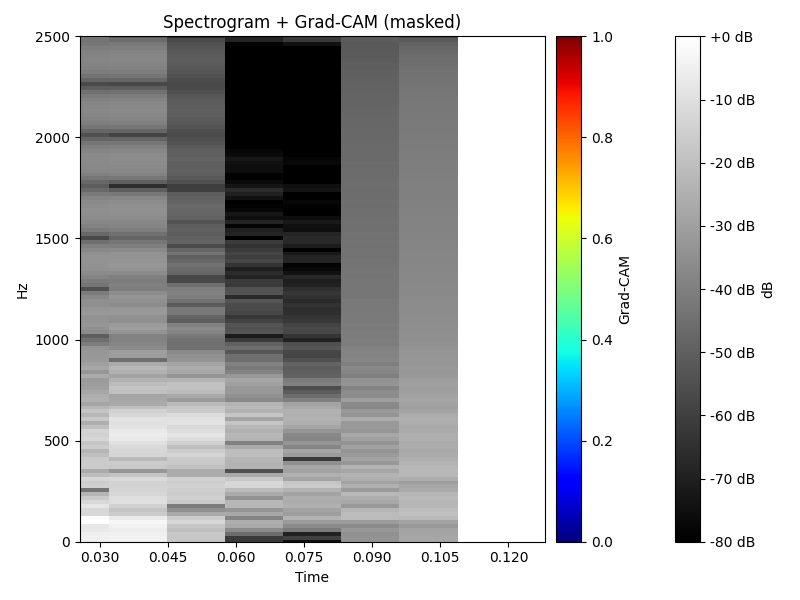 Spectrogram + Grad-CAM (masked)
2500
2000
1500
1000
500
0
Hz
0.030
0.045
0.060
0.075
0.090
0.105
0.120
Time
1.0
0.8
0.6
0.4
0.2
0.0
Grad-CAM
+0 dB
-10 dB
-20 dB
-30 dB
-40 dB
-50 dB
-60 dB
-70 dB
-80 dB
dB